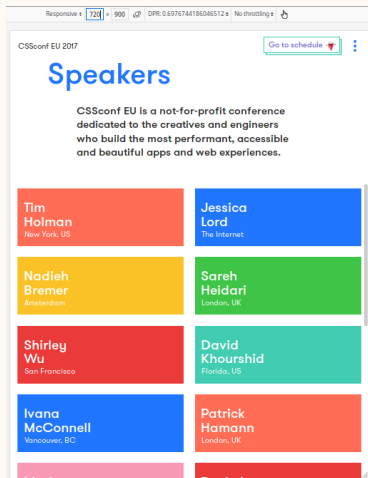 Responsive 720 × 900 DPR: 0.6976744186046512 No throttling
CSSconf EU 2017
Go to schedule
Speakers
CSSconf EU is a not-for-profit conference
dedicated to the creatives and engineers
who build the most performant, accessible
and beautiful apps and web experiences.
Tim
Holman
New York, US
Jessica
Lord
The Internet
Nadieh
Bremer
Amsterdam
Sareh
Heidari
London, UK
Shirley
Wu
San Francisco
David
Khourshid
Florida, US
Ivana
McConnell
Vancouver, BC
Patrick
Hamann
London, UK